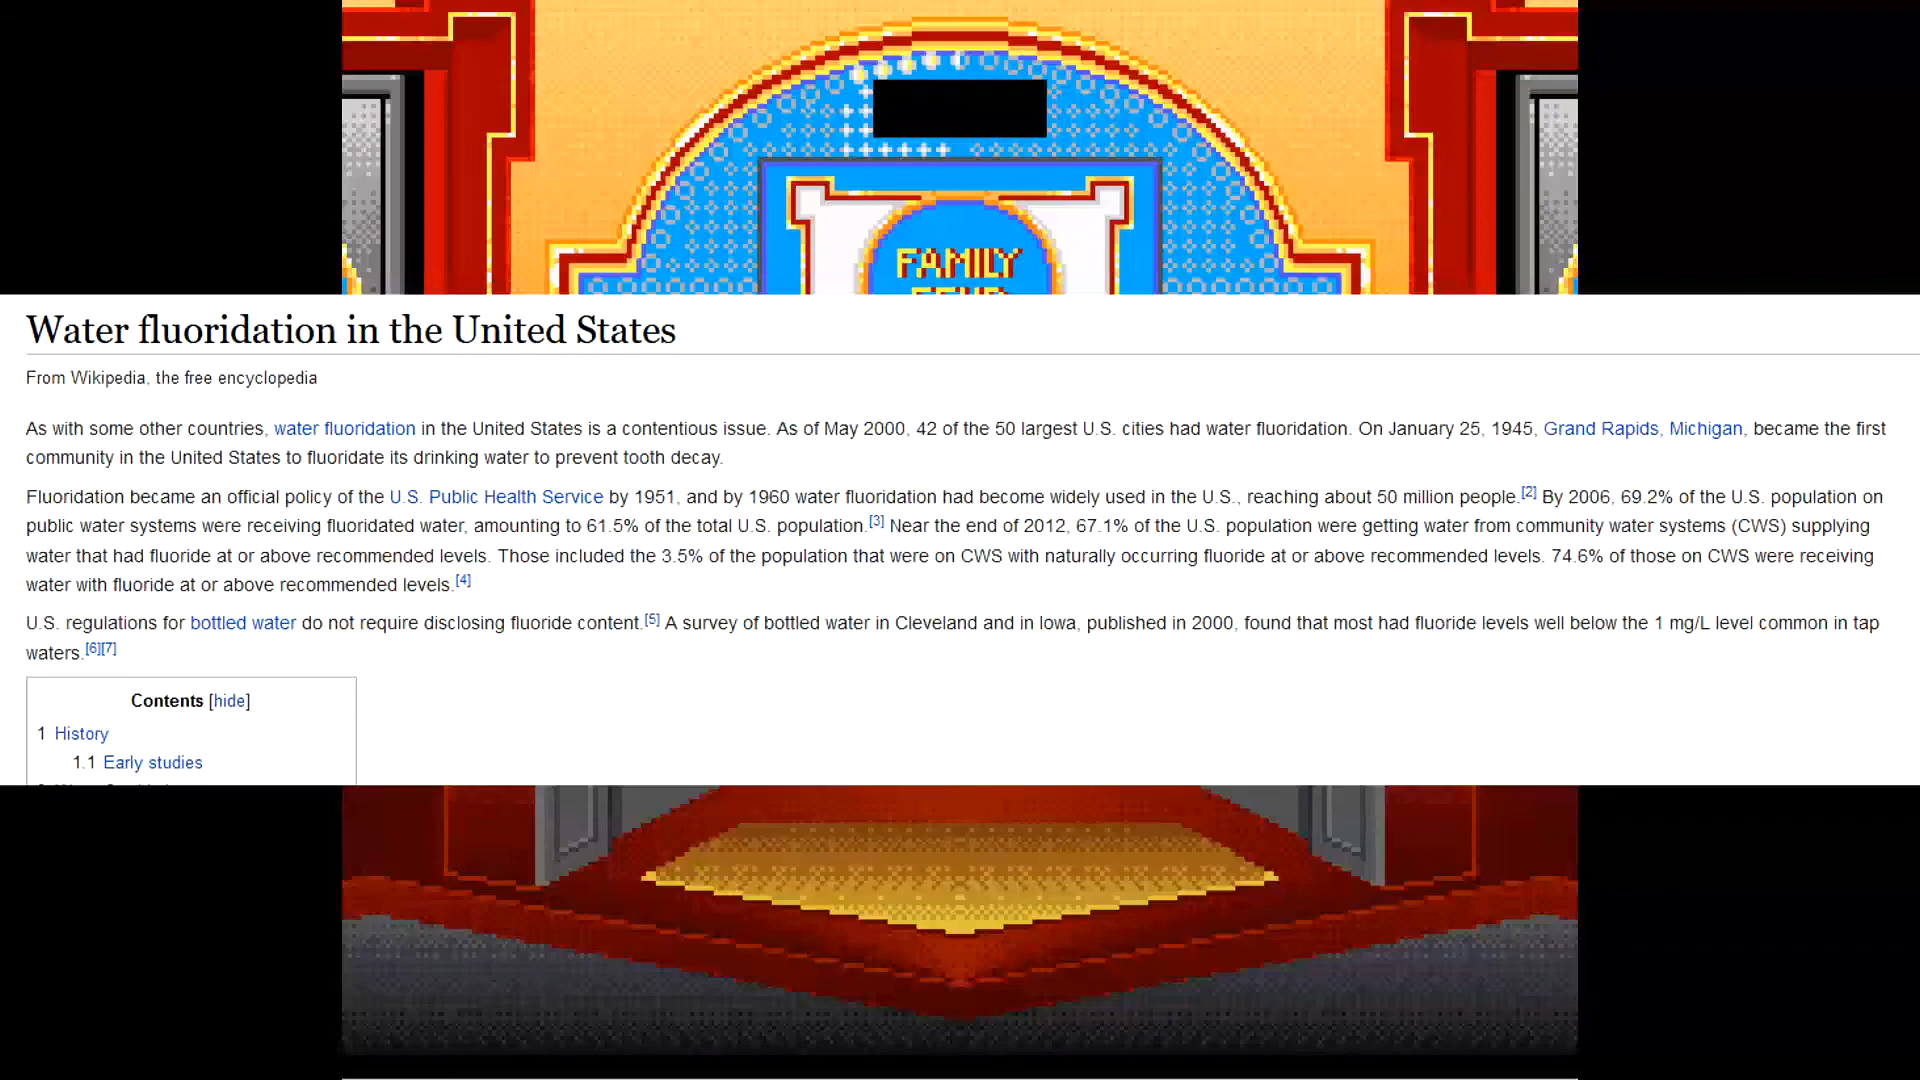 FAMILY
Water fluoridation in the United States
From Wikipedia, the free encyclopedia
As with some other countries, water fluoridation in the United States is a contentious issue. As of May 2000, 42 of the 50 largest U.S. cities had water fluoridation. On January 25, 1945, Grand Rapids, Michigan, became the first
community in the United States to fluoridate its drinking water to prevent tooth decay.
Fluoridation became an official policy of the U.S. Public Health Service by 1951, and by 1960 water fluoridation had become widely used in the U.S., reaching about 50 million people.[2] By 2006, 69.2% of the U.S. population on
public water systems were receiving fluoridated water, amounting to 61.5% of the total U.S. population.[3] Near the end of 2012, 67.1% of the U.S. population were getting water from community water systems (CWS) supplying
water that had fluoride at or above recommended levels. Those included the 3.5% of the population that were on CWS with naturally occurring fluoride at or above recommended levels. 74.6% of those on CWS were receiving
water with fluoride at or above recommended levels.[4]
U.S. regulations for bottled water do not require disclosing fluoride content.[5] A survey of bottled water in Cleveland and in Iowa, published in 2000, found that most had fluoride levels well below the 1 mg/L level common in tap
waters.[6][7]
Contents [hide]
1 History
1.1 Early studies